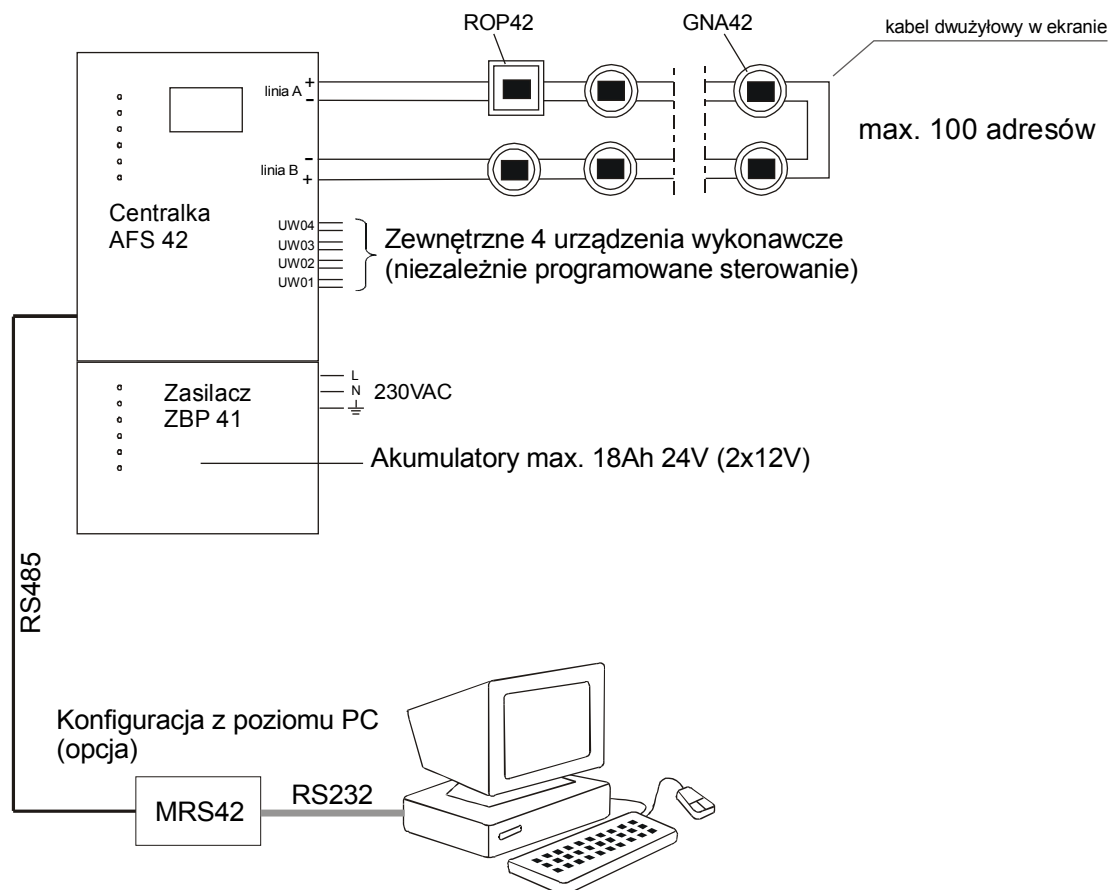 ROP42
GNA42
kabel dwużyłowy w ekranie
linia A
+
–
max. 100 adresów
linia B
–
+
Centralka
AFS 42
UW04
UW03
UW02
UW01
Zewnętrzne 4 urządzenia wykonawcze
(niezależnie programowane sterowanie)
Zasilacz
ZBP 41
L
N
230VAC
Akumulatory max. 18Ah 24V (2x12V)
RS485
Konfiguracja z poziomu PC
(opcja)
MRS42
RS232